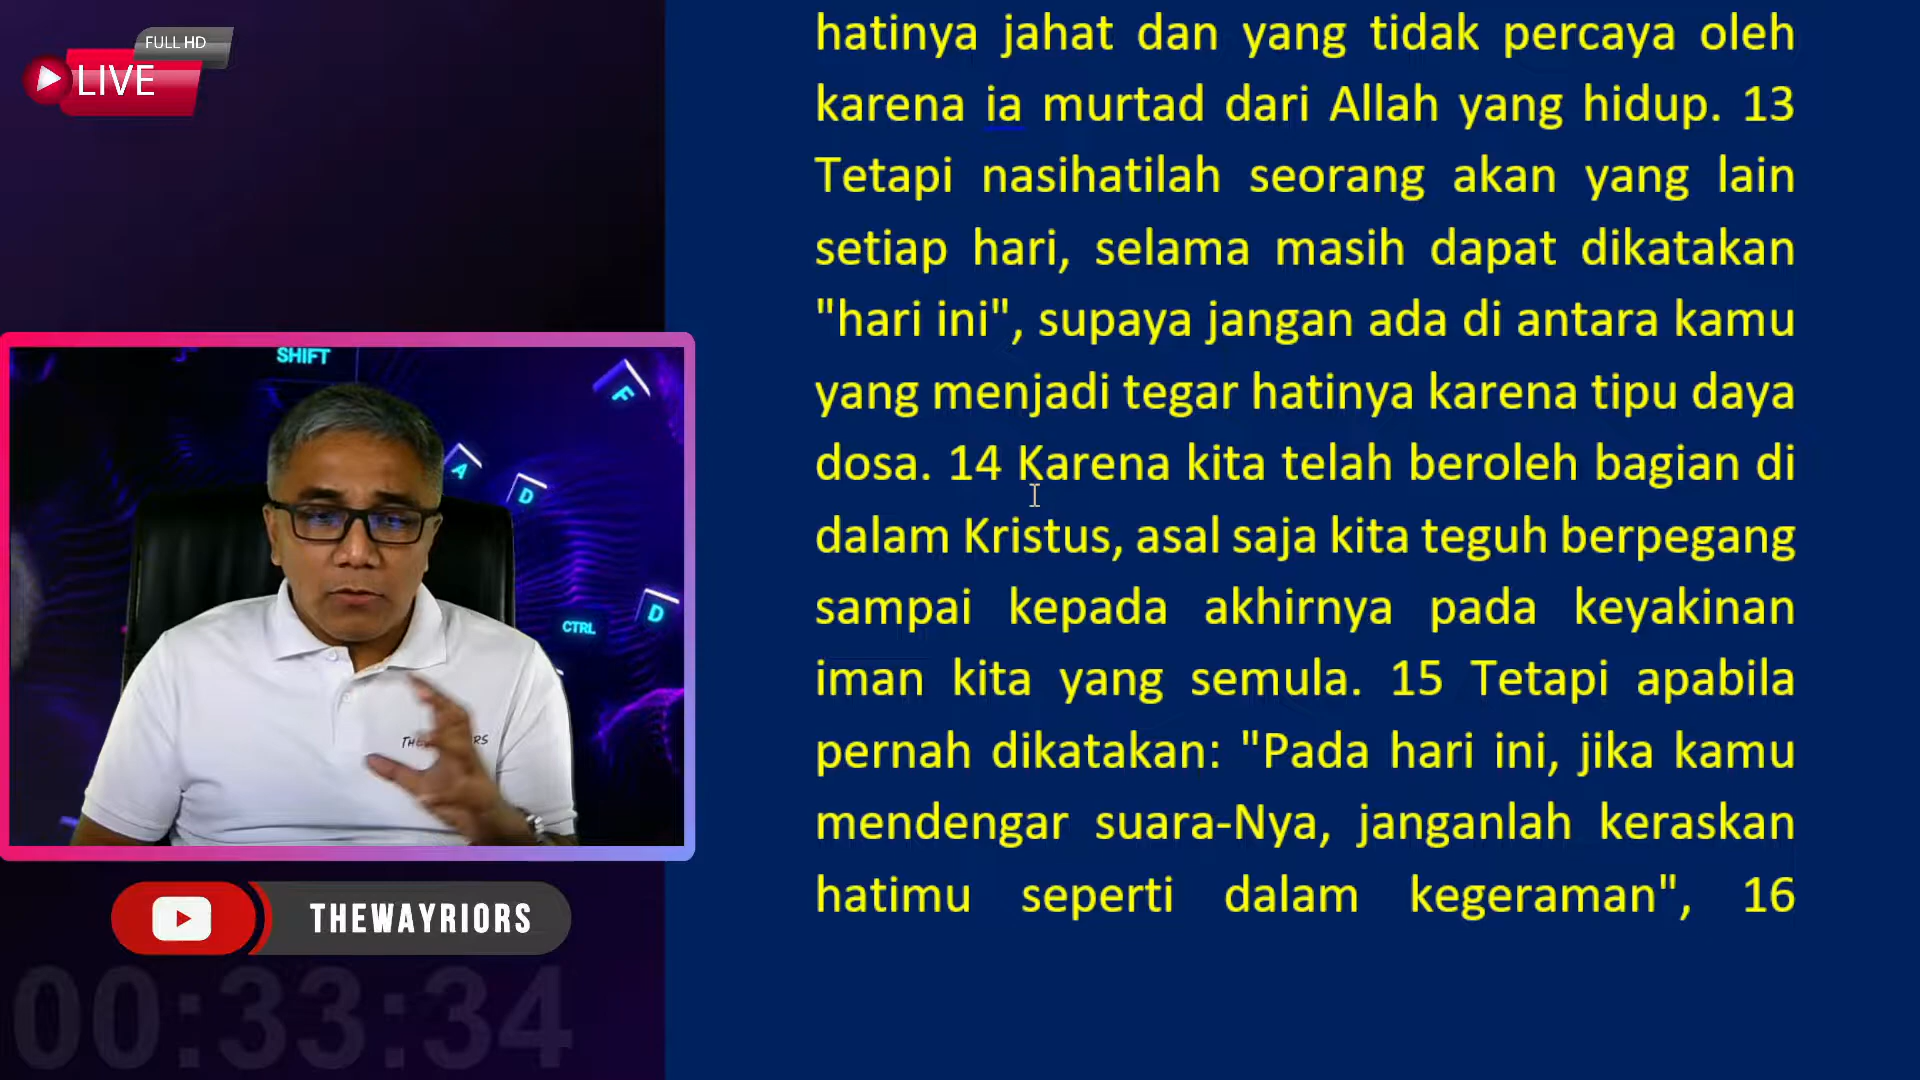 FULL HD
LIVE
hatinya jahat dan yang tidak percaya oleh
karena ia murtad dari Allah yang hidup. 13
Tetapi nasihatilah seorang akan yang lain
setiap hari, selama masih dapat dikatakan
"hari ini", supaya jangan ada di antara kamu
yang menjadi tegar hatinya karena tipu daya
dosa. 14 Karena kita telah beroleh bagian di
dalam Kristus, asal saja kita teguh berpegang
sampai kepada akhirnya pada keyakinan
iman kita yang semula. 15 Tetapi apabila
pernah dikatakan: "Pada hari ini, jika kamu
mendengar suara-Nya, janganlah keraskan
hatimu seperti dalam kegeraman", 16
SHIFT
F
A
D
CTRL
D
THEWAYRIORS
00:33:34